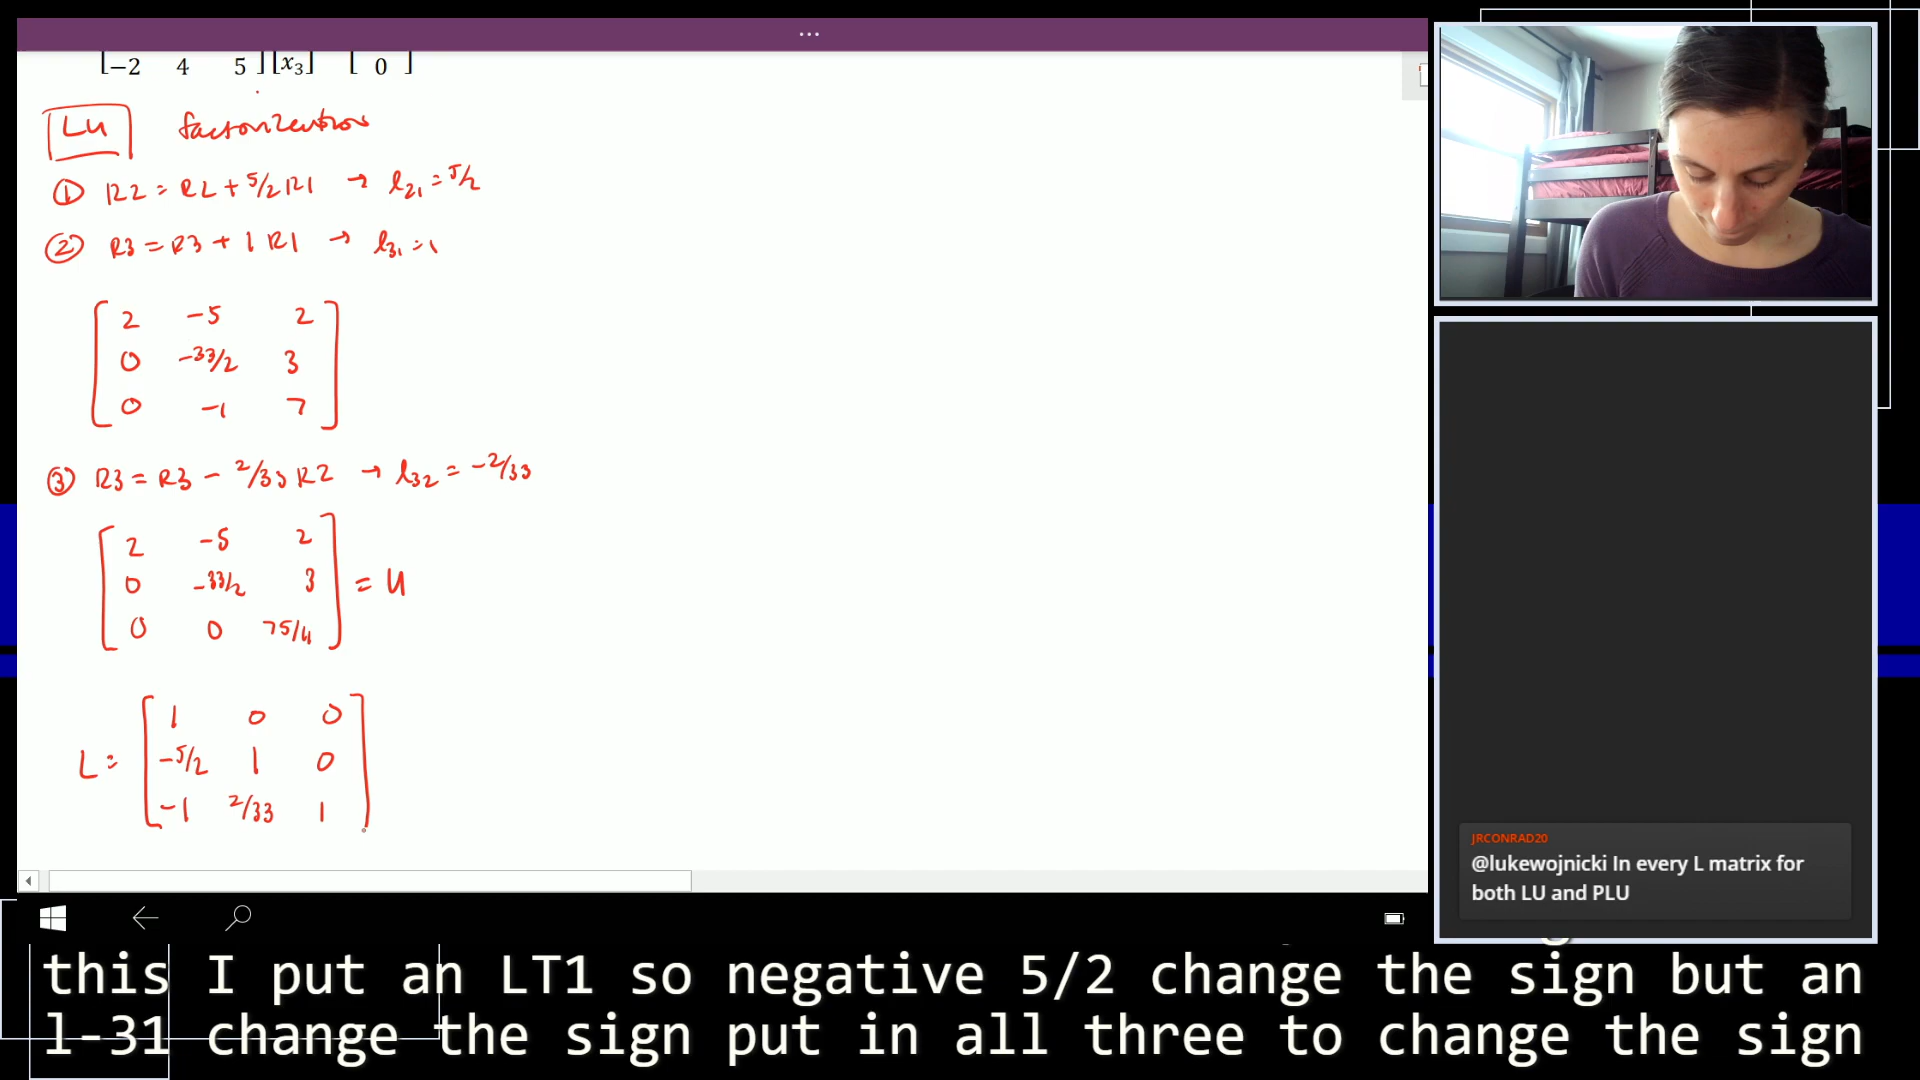 ...
[-2 4 5][x₃] [0]
LU factorization
① R2 = R2 + 5/2 R1 → l₂₁ = 5/2
② R3 = R3 + 1 R1 → l₃₁ = 1
2 -5 2
0 -33/2 3
0 -1 7
③ R3 = R3 - 2/33 R2 → l₃₂ = -2/33
2 -5 2
0 -33/2 3 = U
0 0 75/11
1 0 0
L = -5/2 1 0
-1 2/33 1
JRCONRAD20
@lukewojnicki In every L matrix for
both LU and PLU
this I put an LT1 so negative 5/2 change the sign but an
l-31 change the sign put in all three to change the sign